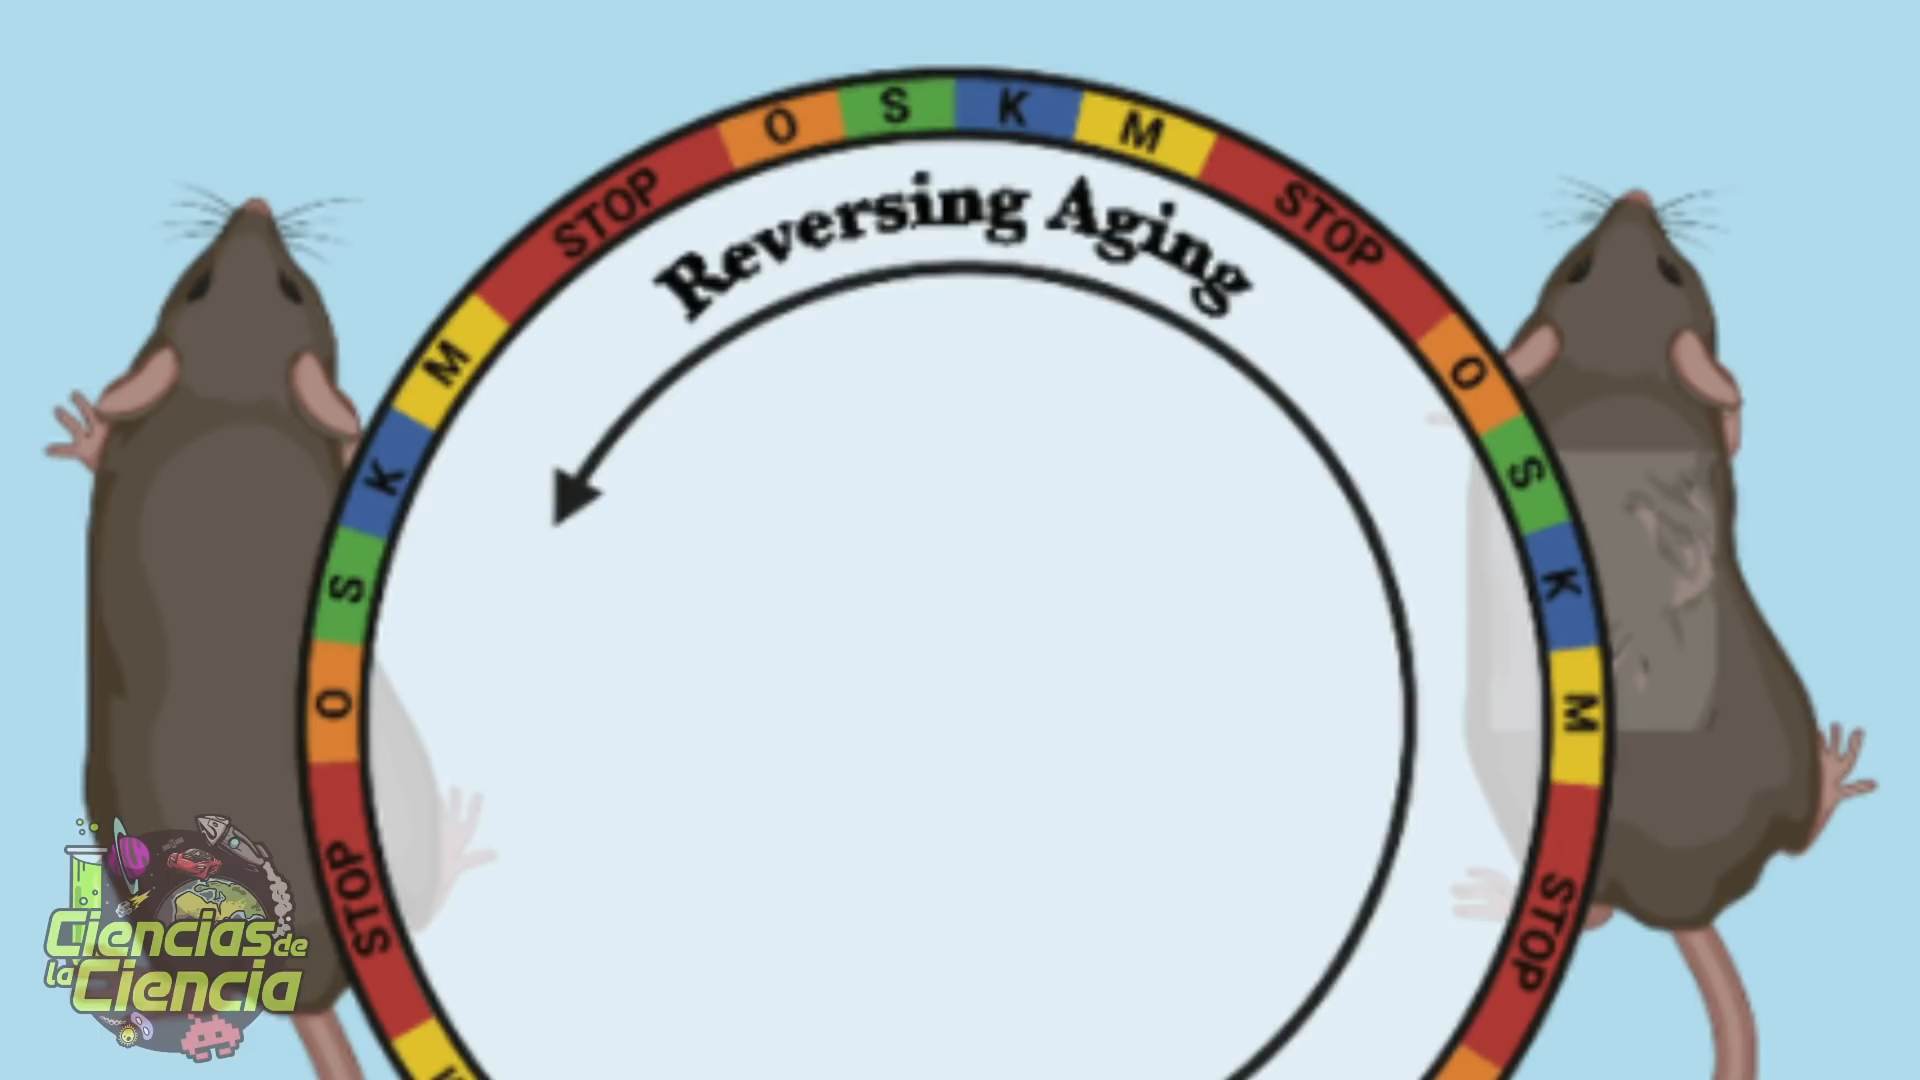 O S K M
STOP
STOP
Reversing Aging
M
K
S
O
STOP
O
S
K
M
STOP
Ciencias de
la Ciencia